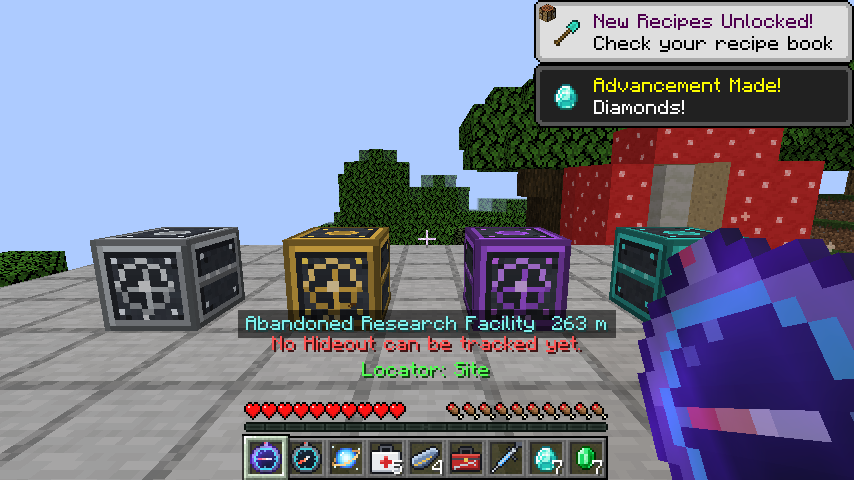 New Recipes Unlocked!
Check your recipe book
Advancement Made!
Diamonds!
Abandoned Research Facility 263 m
No Hideout can be tracked yet.
Locator: Site
5
4
7
7